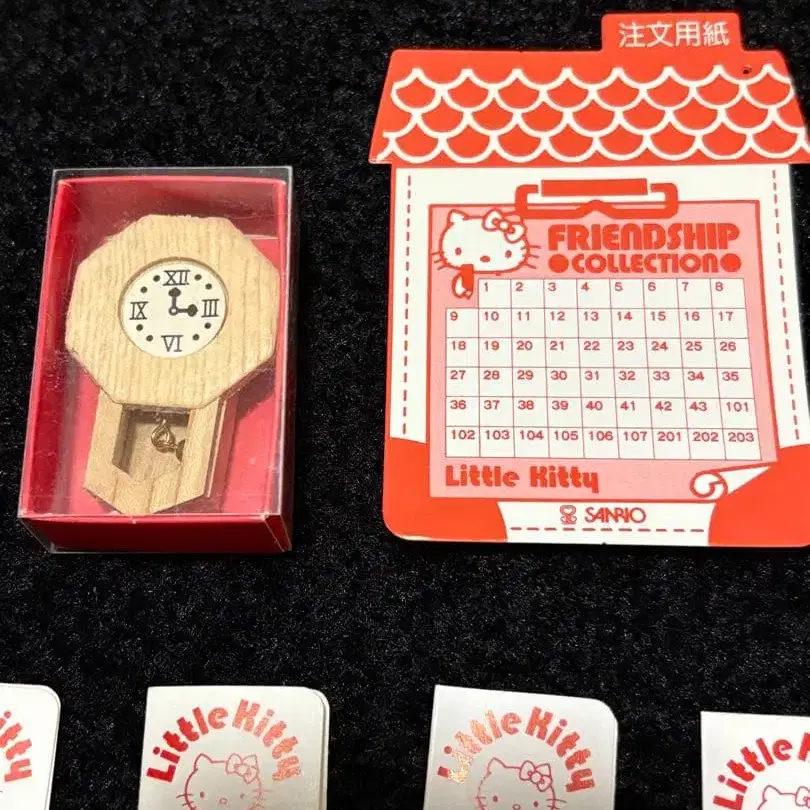 注文用紙
FRIENDSHIP
●COLLECTION●
1 2 3 4 5 6 7 8
9 10 11 12 13 14 15 16 17
18 19 20 21 22 23 24 25 26
27 28 29 30 31 32 33 34 35
36 37 38 39 40 41 42 43 101
102 103 104 105 106 107 201 202 203
Little Kitty
SANRIO
XII
IX III
VI
Kitty
Little Kitty
Little Kitty
Little